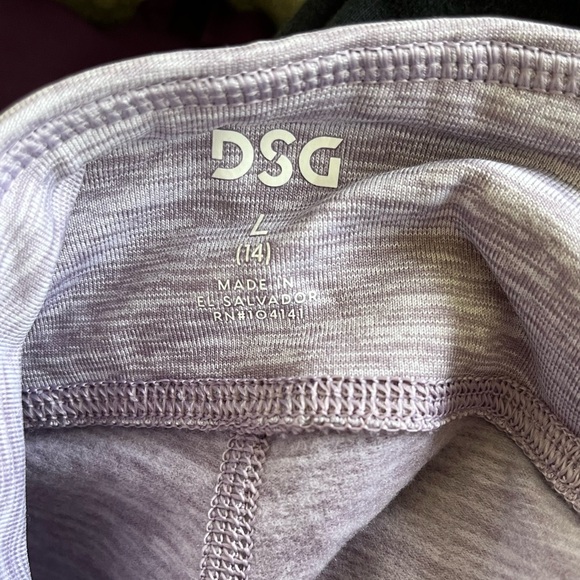 DSG
L
(14)
MADE IN
EL SALVADOR
RN#104141